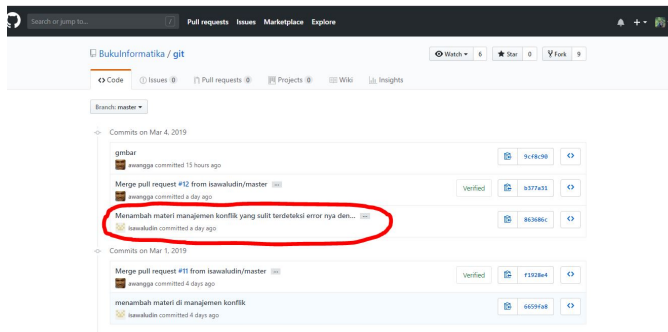 Search or jump to...
/
Pull requests Issues Marketplace Explore
BukuInformatika / git
Watch 6 Star 0 Fork 9
Code Issues 0 Pull requests 0 Projects 0 Wiki Insights
Branch: master
Commits on Mar 4, 2019
gmbar
awangga committed 15 hours ago
9cf8c90
Merge pull request #12 from isawaludin/master ...
awangga committed a day ago
Verified b377a31
Menambah materi manajemen konflik yang sulit terdeteksi error nya den... ...
isawaludin committed a day ago
863686c
Commits on Mar 1, 2019
Merge pull request #11 from isawaludin/master ...
awangga committed 4 days ago
Verified f1928e4
menambah materi di manajemen konflik
isawaludin committed 4 days ago
6659fa8